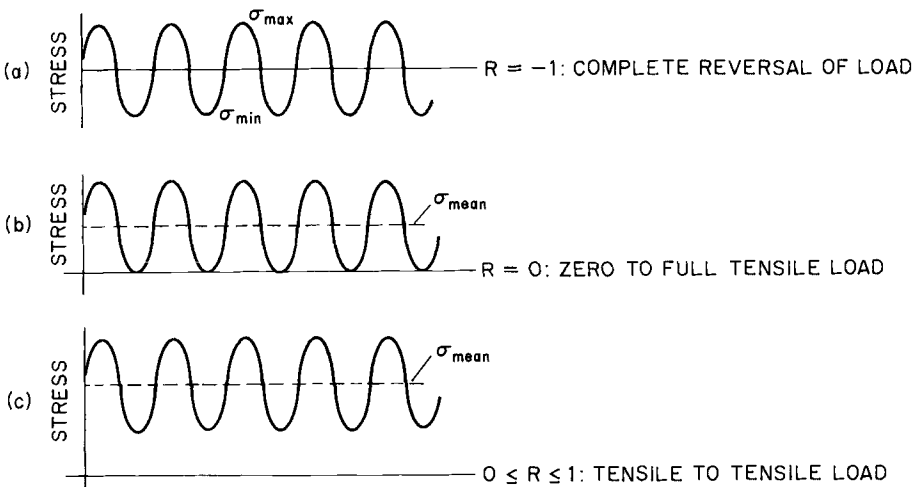 (a)
STRESS
σmax
σmin
R = −1: COMPLETE REVERSAL OF LOAD
(b)
STRESS
σmean
R = 0: ZERO TO FULL TENSILE LOAD
(c)
STRESS
σmean
0 ≤ R ≤ 1: TENSILE TO TENSILE LOAD